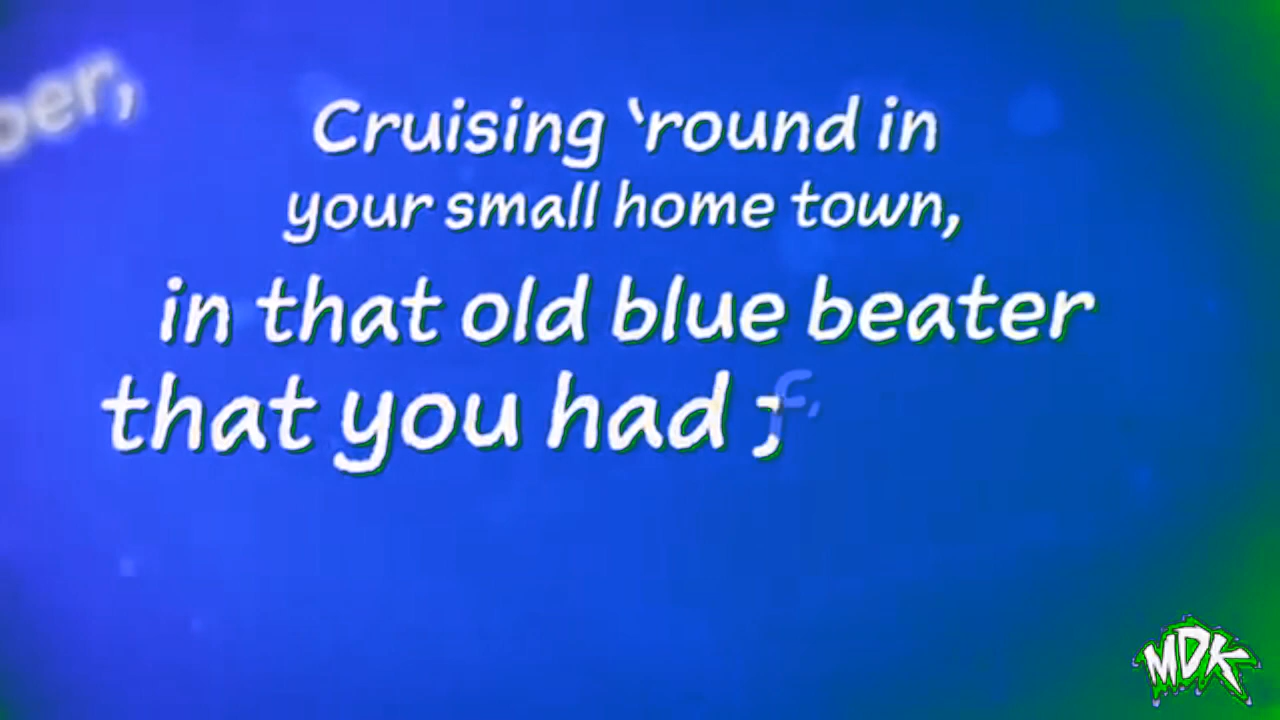 Cruising ‘round in
your small home town,
in that old blue beater
that you had
MDK